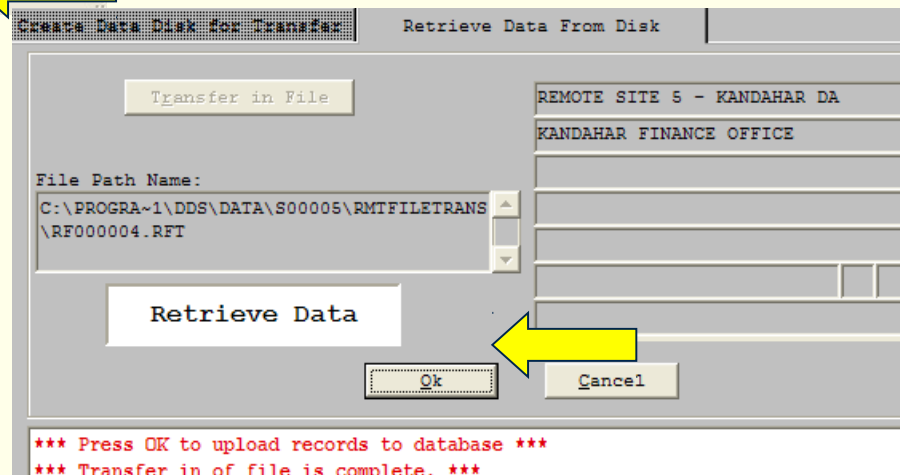 Create Data Disk for Transfer
Retrieve Data From Disk
Transfer in File
REMOTE SITE 5 - KANDAHAR DA
KANDAHAR FINANCE OFFICE
File Path Name:
C:\PROGRA~1\DDS\DATA\S00005\RMTFILETRANS
\RF000004.RFT
Retrieve Data
Ok
Cancel
*** Press OK to upload records to database ***
*** Transfer in of file is complete. ***